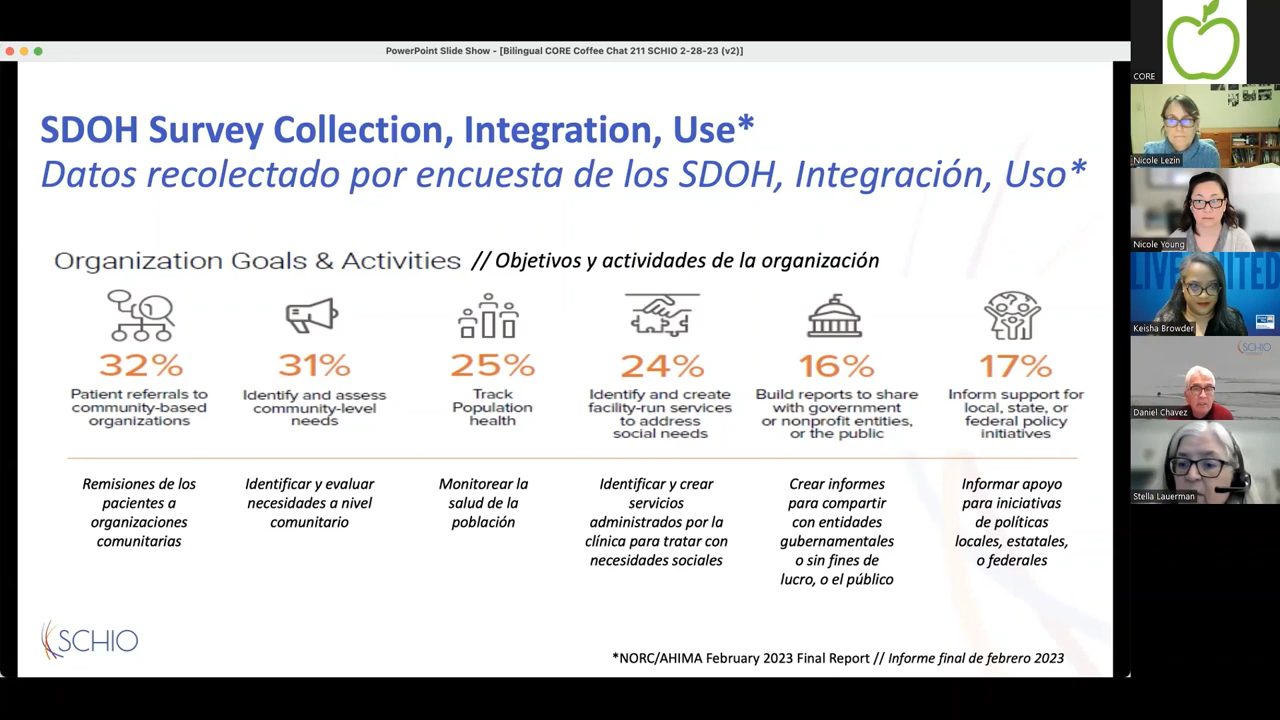 PowerPoint Slide Show - [Bilingual CORE Coffee Chat 211 SCHIO 2-28-23 (v2)]
SDOH Survey Collection, Integration, Use*
Datos recolectado por encuesta de los SDOH, Integración, Uso*
Organization Goals & Activities // Objetivos y actividades de la organización
32%
Patient referrals to
community-based
organizations
31%
Identify and assess
community-level
needs
25%
Track
Population
health
24%
Identify and create
facility-run services
to address
social needs
16%
Build reports to share
with government
or nonprofit entities,
or the public
17%
Inform support for
local, state, or
federal policy
initiatives
Remisiones de los
pacientes a
organizaciones
comunitarias
Identificar y evaluar
necesidades a nivel
comunitario
Monitorear la
salud de la
población
Identificar y crear
servicios
administrados por la
clínica para tratar con
necesidades sociales
Crear informes
para compartir
con entidades
gubernamentales
o sin fines de
lucro, o el público
Informar apoyo
para iniciativas
de políticas
locales, estatales,
o federales
SCHIO
*NORC/AHIMA February 2023 Final Report // Informe final de febrero 2023
CORE
Nicole Lezin
Nicole Young
LIVE UNITED
Keisha Browder
SCHIO
Daniel Chavez
Stella Lauerman